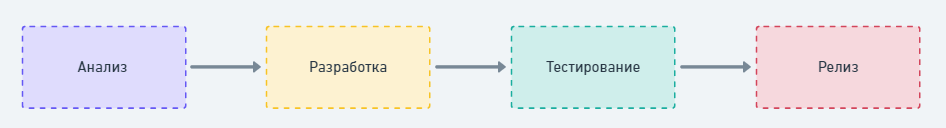 Анализ
Разработка
Тестирование
Релиз